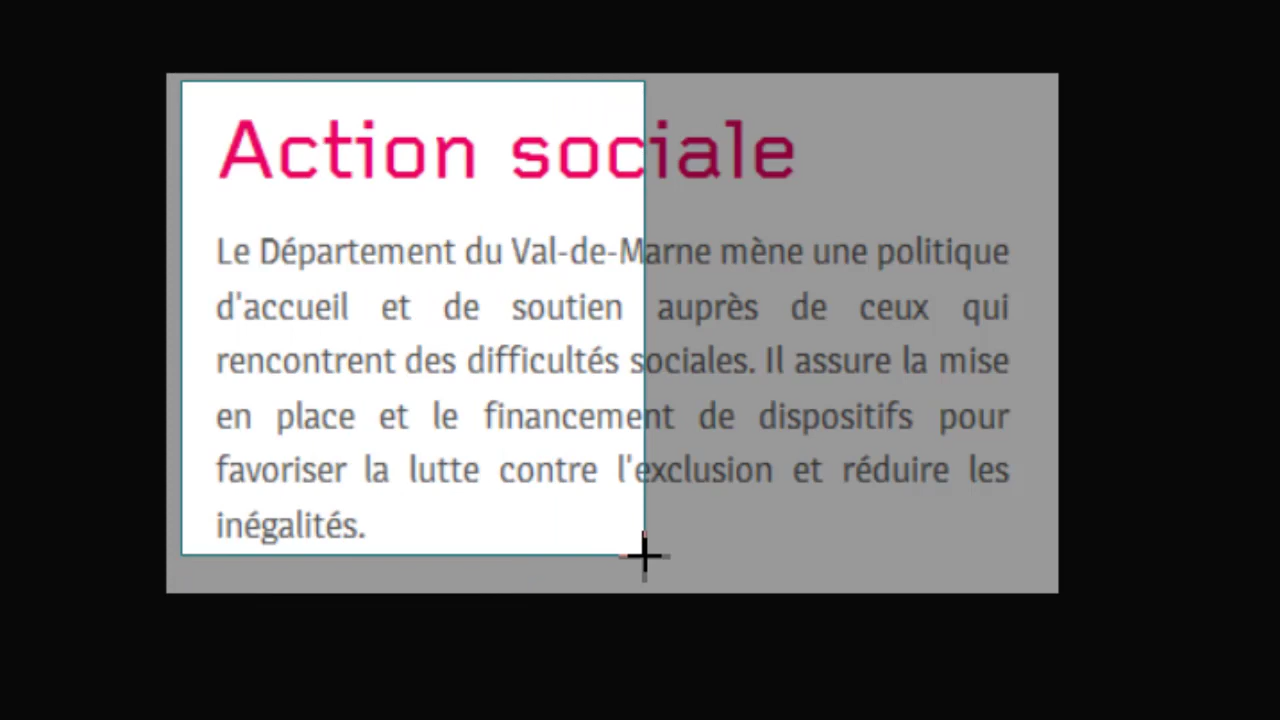 Action sociale
Le Département du Val-de-Marne mène une politique
d'accueil et de soutien auprès de ceux qui
rencontrent des difficultés sociales. Il assure la mise
en place et le financement de dispositifs pour
favoriser la lutte contre l'exclusion et réduire les
inégalités.